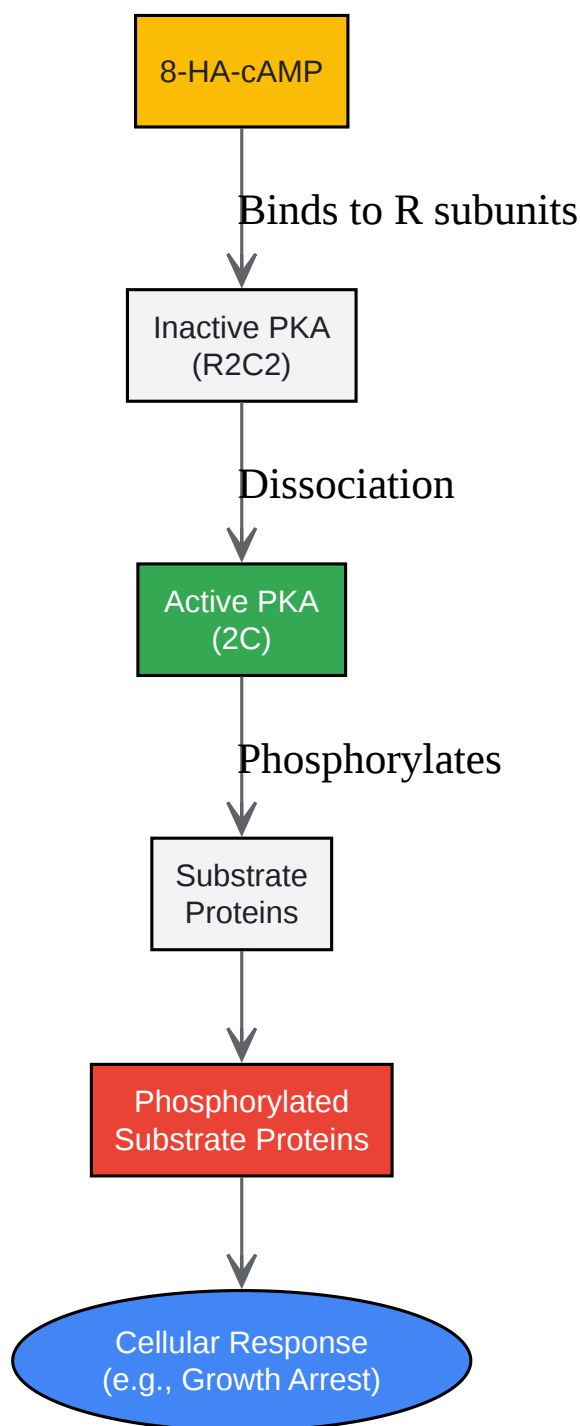 8-HA-cAMP
Binds to R subunits
Inactive PKA
(R2C2)
Dissociation
Active PKA
(2C)
Phosphorylates
Substrate
Proteins
Phosphorylated
Substrate Proteins
Cellular Response
(e.g., Growth Arrest)